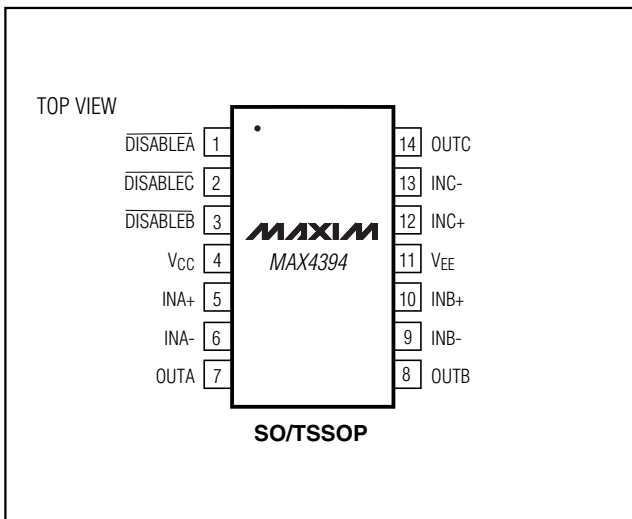 TOP VIEW
DISABLEA 1
DISABLEC 2
DISABLEB 3
VCC 4
INA+ 5
INA- 6
OUTA 7
MAXIM
MAX4394
14 OUTC
13 INC-
12 INC+
11 VEE
10 INB+
9 INB-
8 OUTB
SO/TSSOP